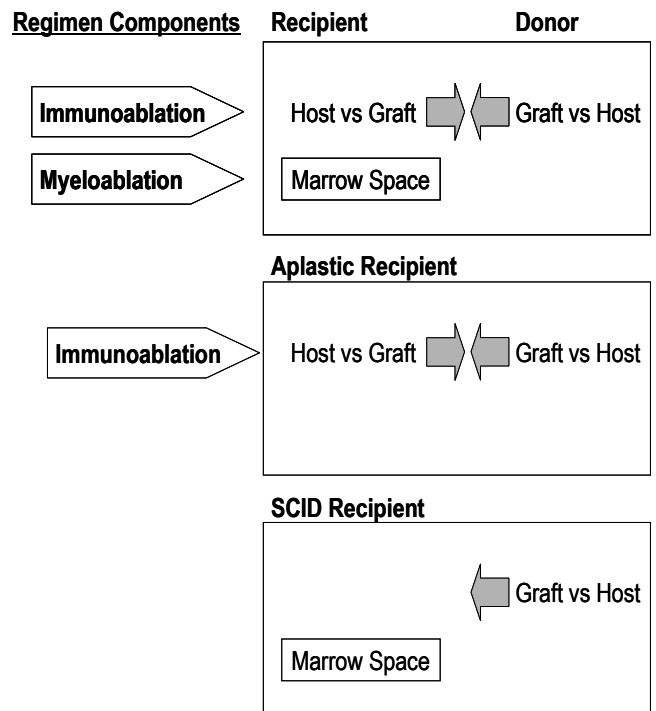 Regimen Components Recipient Donor
Immunoablation Host vs Graft Graft vs Host
Myeloablation Marrow Space
Aplastic Recipient
Immunoablation Host vs Graft Graft vs Host
SCID Recipient
Graft vs Host
Marrow Space